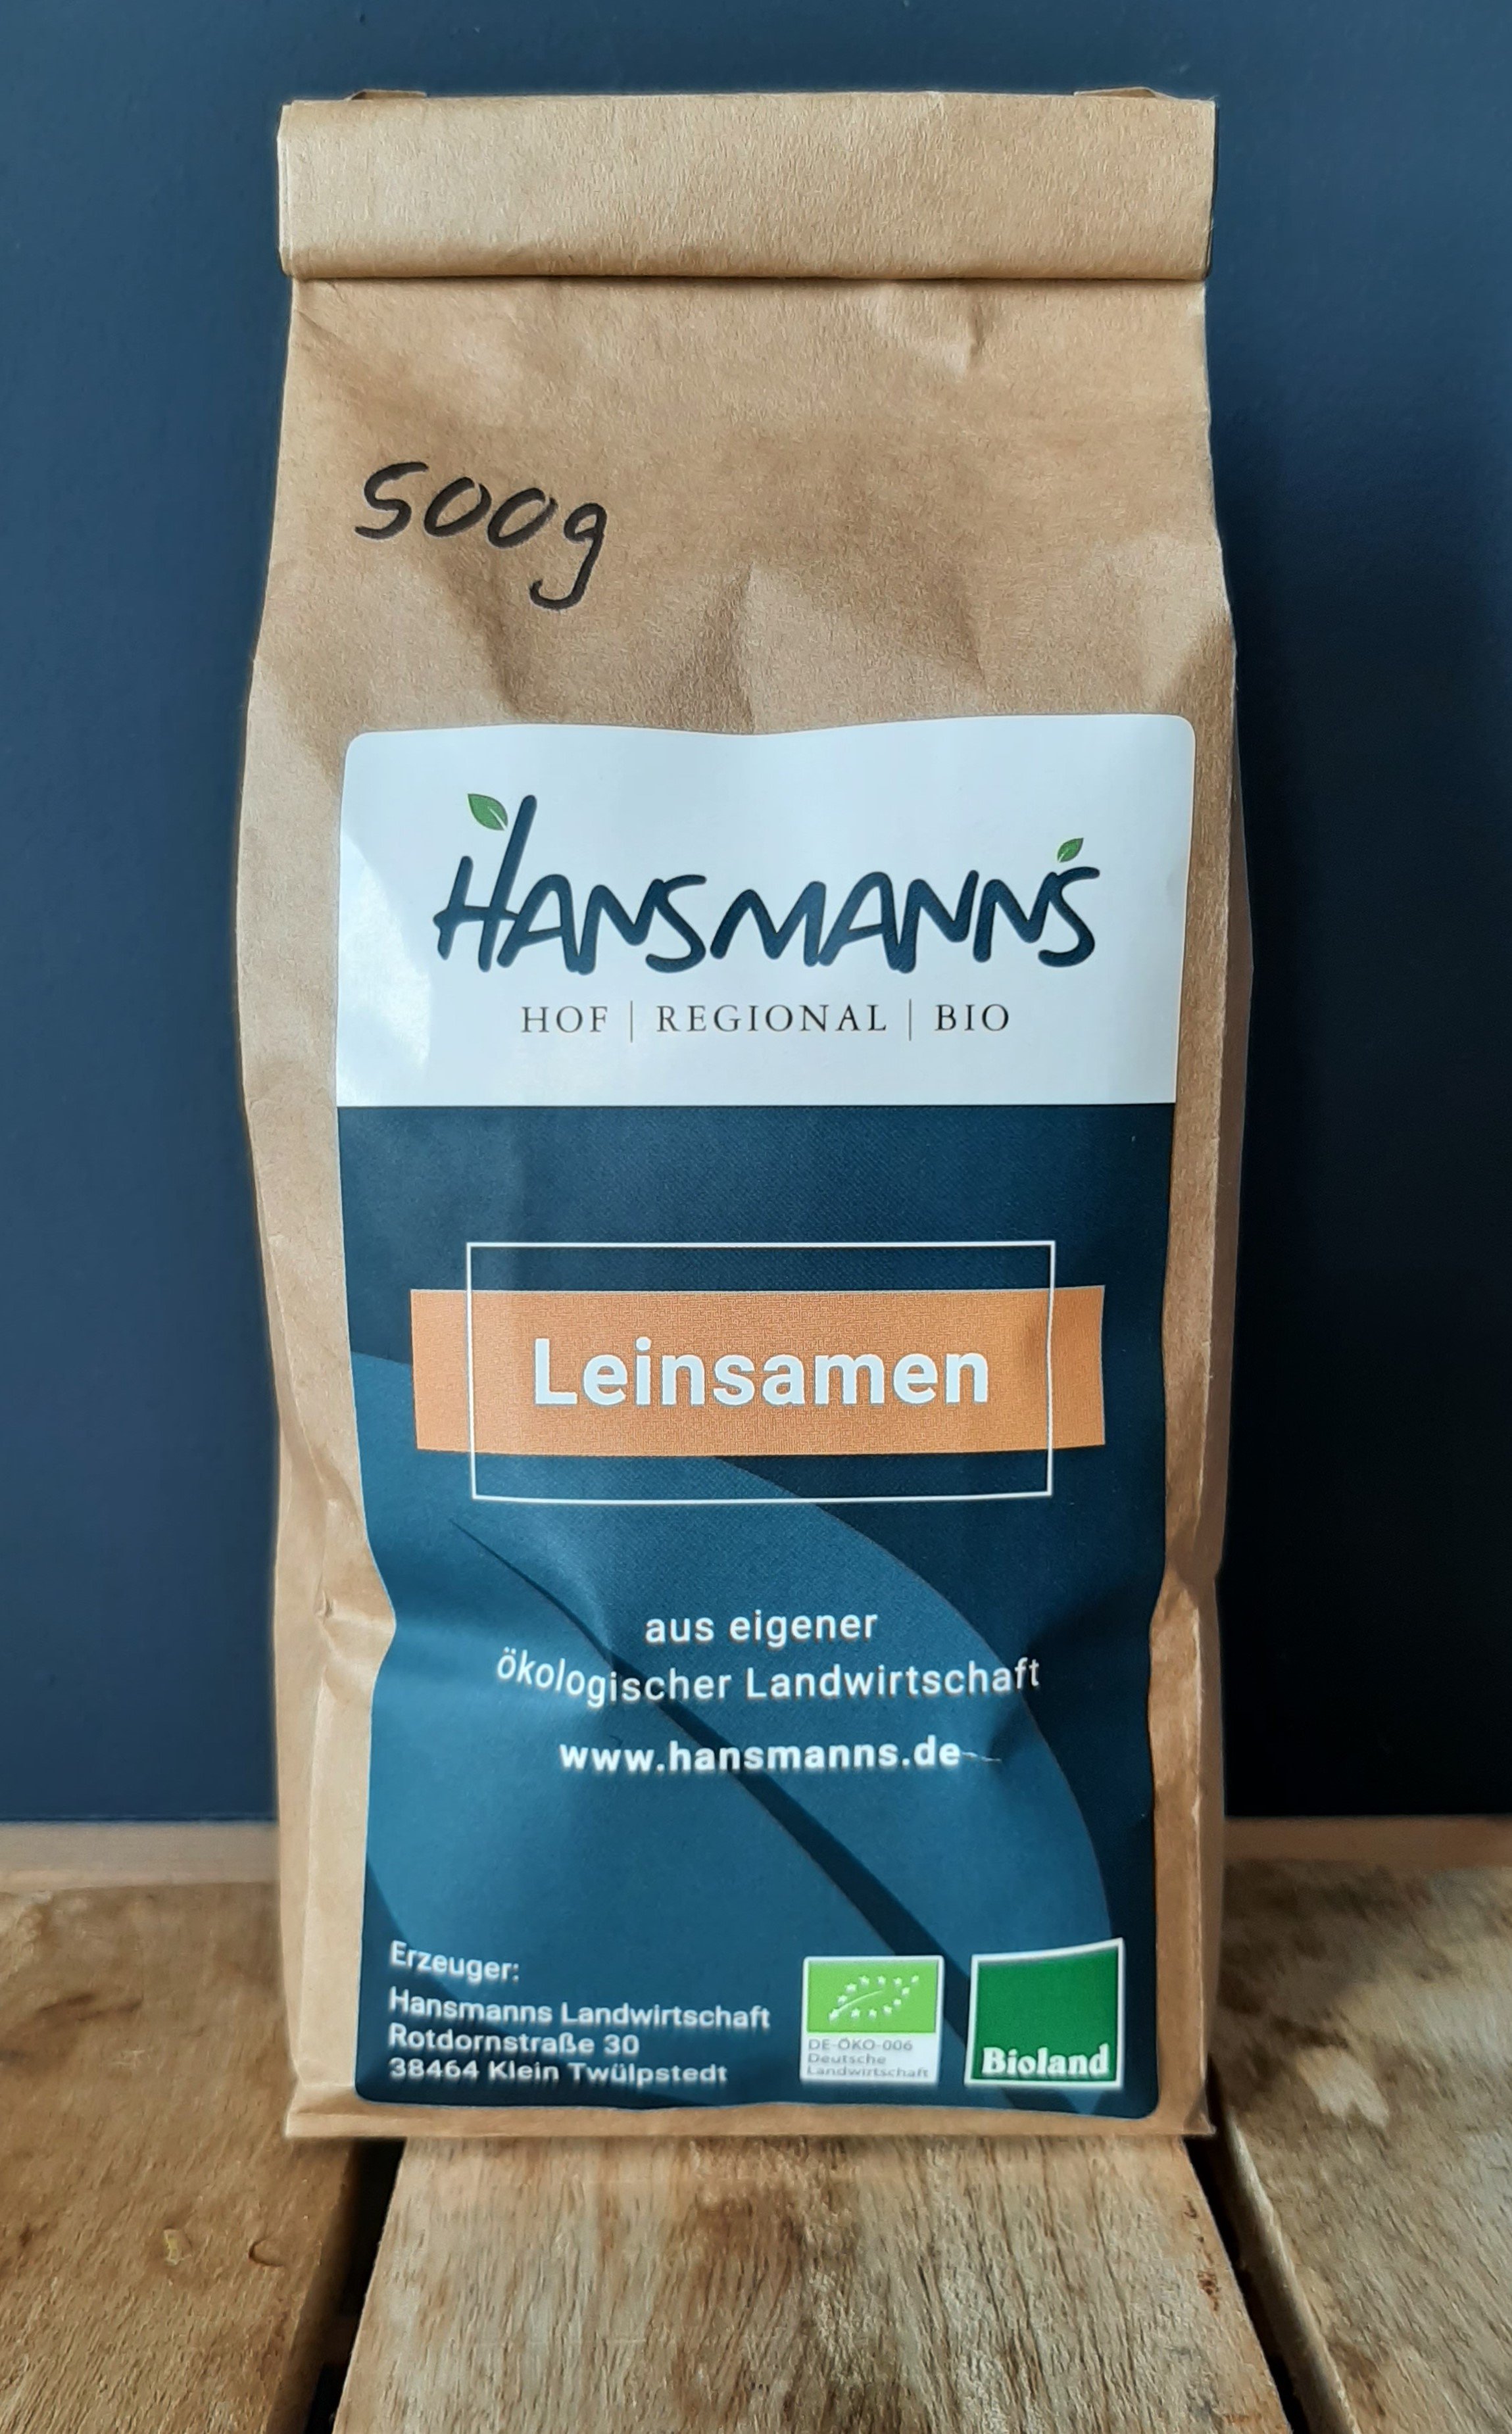 500g
HANSMANN'S
HOF | REGIONAL | BIO
Leinsamen
aus eigener
ökologischer Landwirtschaft
www.hansmanns.de
Erzeuger:
Hansmanns Landwirtschaft
Rotdornstraße 30
38464 Klein Twülpstedt
DE-ÖKO-006
Deutsche
Landwirtschaft
Bioland